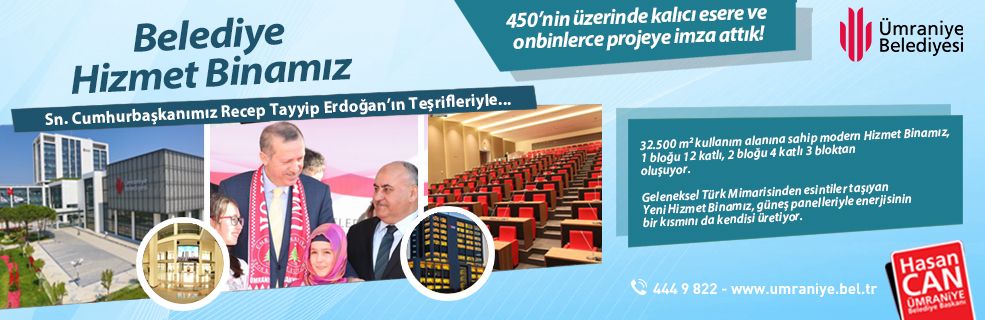 Belediye
Hizmet Binamız
Sn. Cumhurbaşkanımız Recep Tayyip Erdoğan'ın Teşrifleriyle...
450'nin üzerinde kalıcı esere ve
onbinlerce projeye imza attık!
Ümraniye
Belediyesi
32.500 m² kullanım alanına sahip modern Hizmet Binamız,
1 bloğu 12 katlı, 2 bloğu 4 katlı 3 bloktan
oluşuyor.
Geleneksel Türk Mimarisinden esintiler taşıyan
Yeni Hizmet Binamız, güneş panelleriyle enerjisinin
bir kısmını da kendisi üretiyor.
444 9 822 - www.umraniye.bel.tr
Hasan
CAN
ÜMRANİYE
Belediye Başkanı